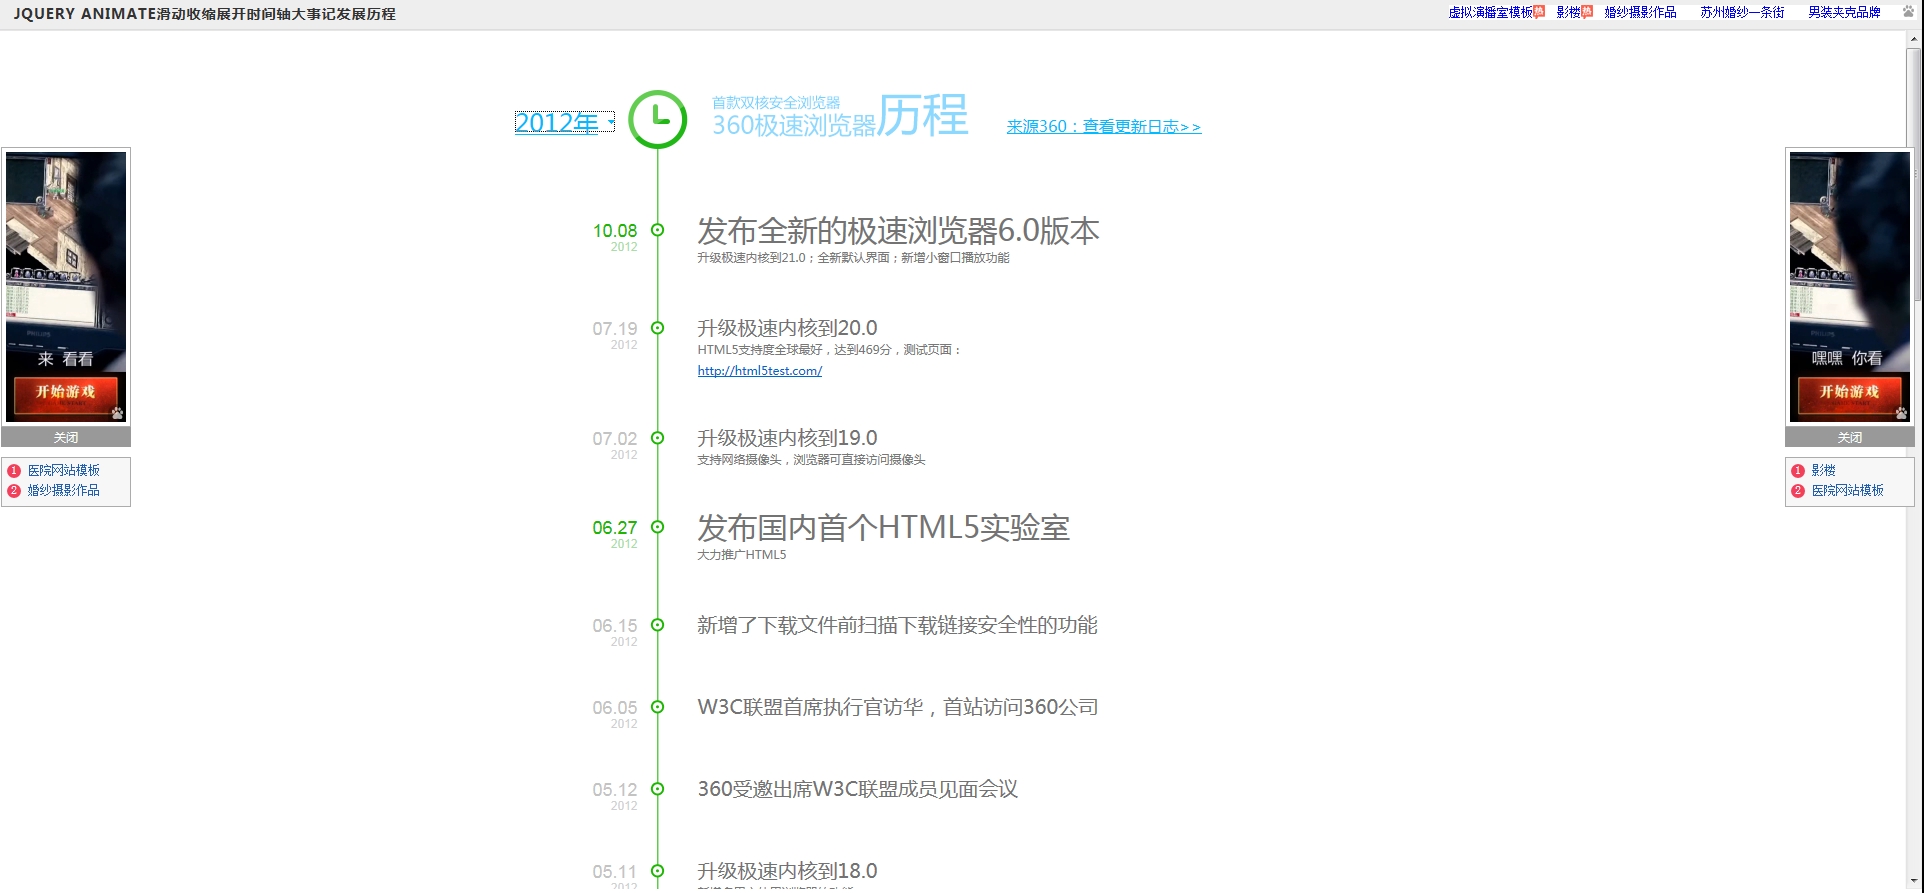 JQUERY ANIMATE滑动收缩展开时间轴大事记发展历程
虚拟演播室模板 热 影楼 热 婚纱摄影作品 苏州婚纱一条街 男装夹克品牌
2012年
首款双核安全浏览器
360极速浏览器历程
来源360：查看更新日志>>
10.08
2012
发布全新的极速浏览器6.0版本
升级极速内核到21.0；全新默认界面；新增小窗口播放功能
07.19
2012
升级极速内核到20.0
HTML5支持度全球最好，达到469分，测试页面：
http://html5test.com/
07.02
2012
升级极速内核到19.0
支持网络摄像头，浏览器可直接访问摄像头
06.27
2012
发布国内首个HTML5实验室
大力推广HTML5
06.15
2012
新增了下载文件前扫描下载链接安全性的功能
06.05
2012
W3C联盟首席执行官访华，首站访问360公司
05.12
2012
360受邀出席W3C联盟成员见面会议
05.11
2012
升级极速内核到18.0
来 看看
开始游戏
关闭
1 医院网站模板
2 婚纱摄影作品
嘿嘿 你看
开始游戏
关闭
1 影楼
2 医院网站模板